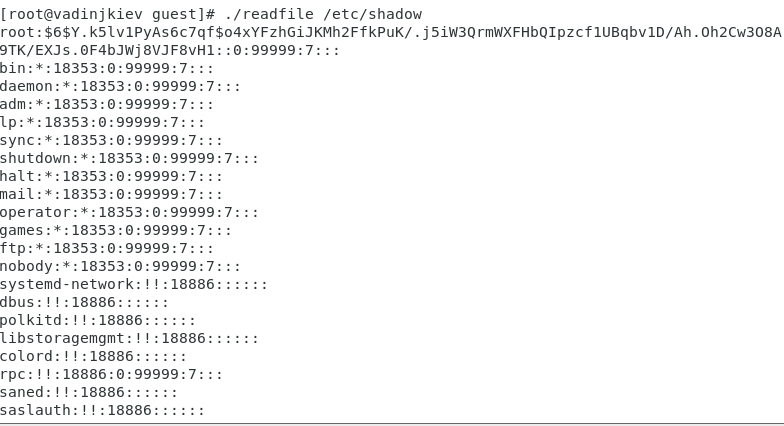 [root@vadinjkiev guest]# ./readfile /etc/shadow
root:$6$Y.k5lv1PyAs6c7qf$o4xYFzhGiJKMh2FfkPuK/.j5iW3QrmWXFHbQIpzcf1UBqbv1D/Ah.Oh2Cw3O8A
9TK/EXJs.0F4bJWj8VJF8vH1::0:99999:7:::
bin:*:18353:0:99999:7:::
daemon:*:18353:0:99999:7:::
adm:*:18353:0:99999:7:::
lp:*:18353:0:99999:7:::
sync:*:18353:0:99999:7:::
shutdown:*:18353:0:99999:7:::
halt:*:18353:0:99999:7:::
mail:*:18353:0:99999:7:::
operator:*:18353:0:99999:7:::
games:*:18353:0:99999:7:::
ftp:*:18353:0:99999:7:::
nobody:*:18353:0:99999:7:::
systemd-network:!!:18886::::::
dbus:!!:18886::::::
polkitd:!!:18886::::::
libstoragemgmt:!!:18886::::::
colord:!!:18886::::::
rpc:!!:18886:0:99999:7:::
saned:!!:18886::::::
saslauth:!!:18886::::::